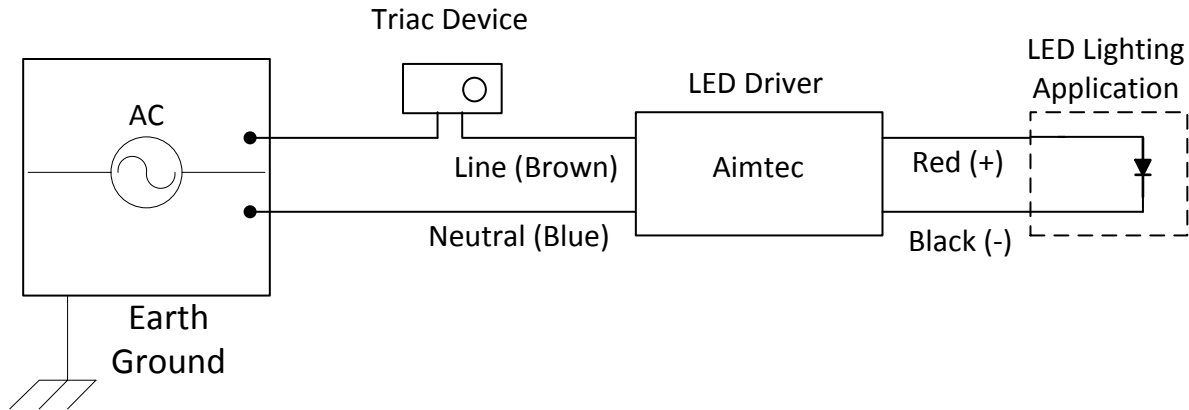 Triac Device
LED Lighting
Application
LED Driver
AC
Line (Brown)
Aimtec
Red (+)
Neutral (Blue)
Black (-)
Earth
Ground